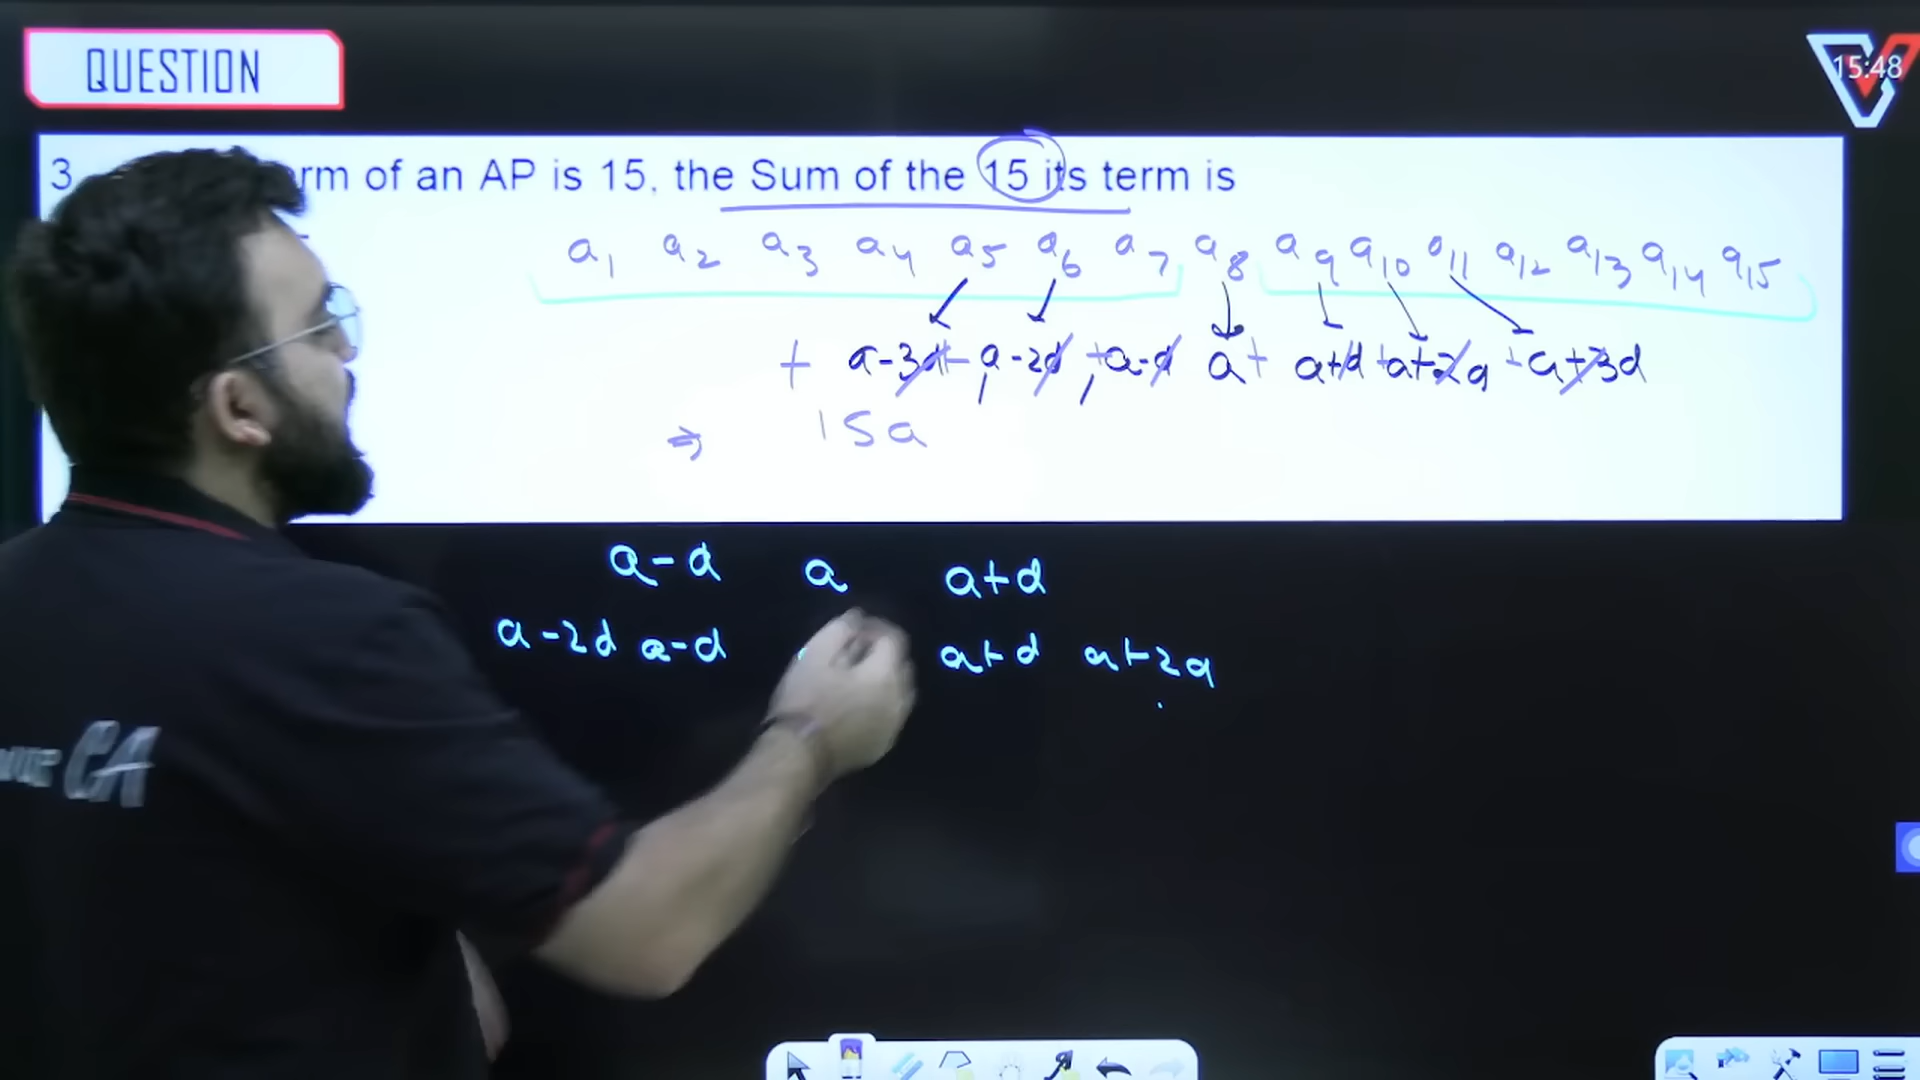 QUESTION
15:48
3 rm of an AP is 15, the Sum of the 15 its term is
a1 a2 a3 a4 a5 a6 a7 a8 a9 a10 a11 a12 a13 a14 a15
+ a-3d + a-2d + a-d a + a+d + a+2d + a+3d
⇒ 15a
a-d a a+d
a-2d a-d a+d a+2d
CA